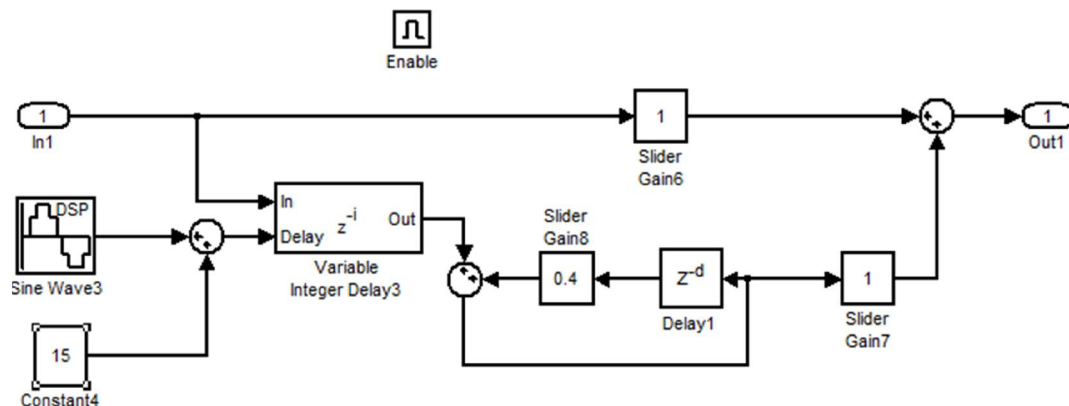 Enable
1
In1
1
Slider
Gain6
1
Out1
DSP
Sine Wave3
In
Delay
z-i
Out
Variable
Integer Delay3
Slider
Gain8
0.4
Z-d
Delay1
1
Slider
Gain7
15
Constant4